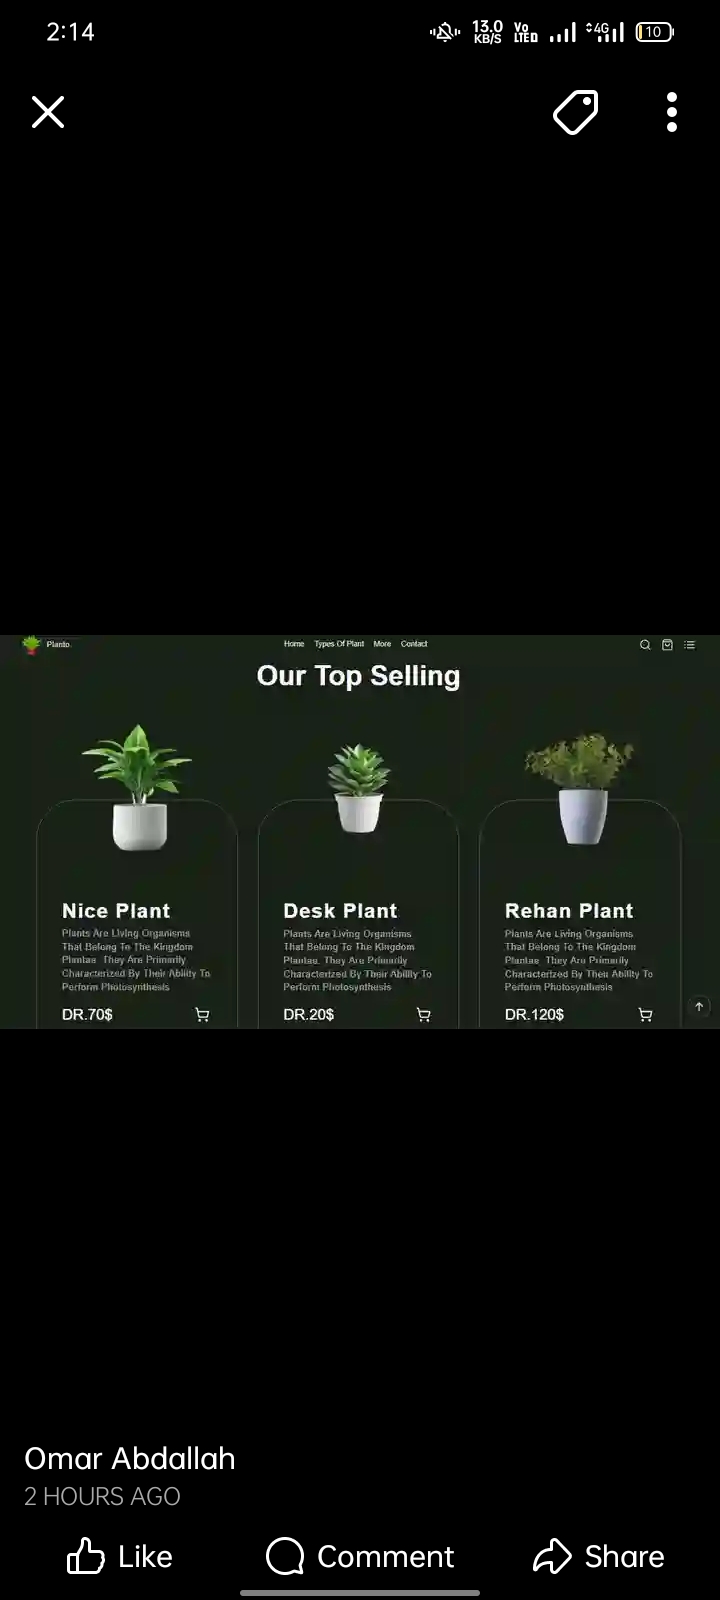 2:14
13.0
KB/S
Vo
LTED
4G
10
Planto
Home Types Of Plant More Contact
Our Top Selling
Nice Plant
Plants Are Living Organisms
That Belong To The Kingdom
Plantae. They Are Primarily
Characterized By Their Ability To
Perform Photosynthesis
DR.70$
Desk Plant
Plants Are Living Organisms
That Belong To The Kingdom
Plantae. They Are Primarily
Characterized By Their Ability To
Perform Photosynthesis
DR.20$
Rehan Plant
Plants Are Living Organisms
That Belong To The Kingdom
Plantae. They Are Primarily
Characterized By Their Ability To
Perform Photosynthesis
DR.120$
Omar Abdallah
2 HOURS AGO
Like Comment Share